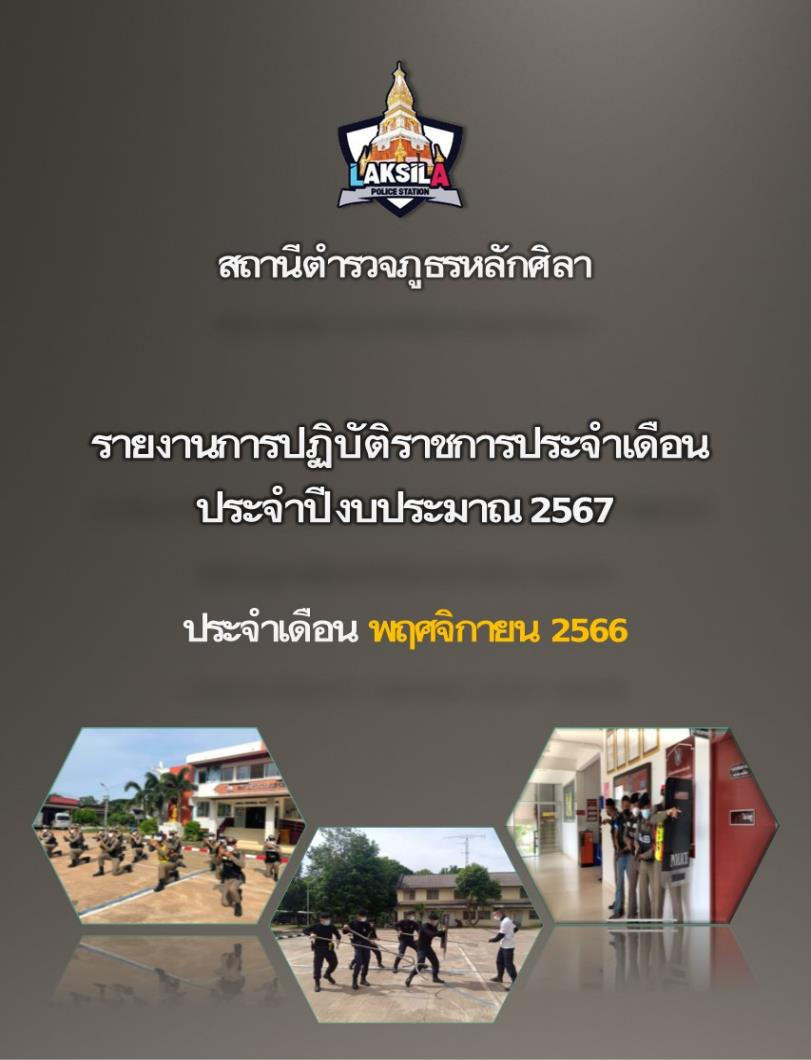 LAKSILA
POLICE STATION
สถานีตำรวจภูธรหลักศิลา
รายงานการปฏิบัติราชการประจำเดือน
ประจำปีงบประมาณ 2567
ประจำเดือน พฤศจิกายน 2566
POLICE